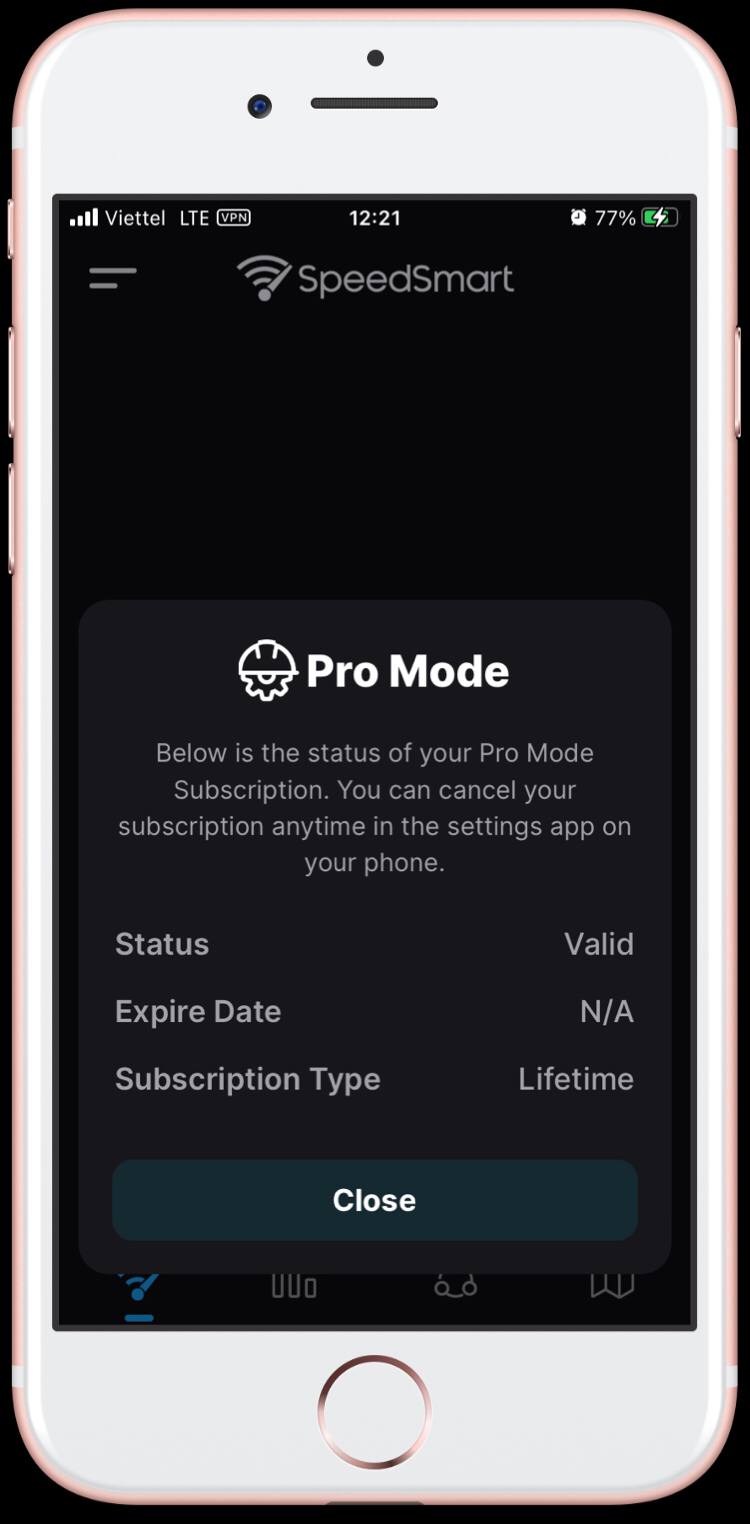 Viettel LTE VPN 12:21 77%
SpeedSmart
Pro Mode
Below is the status of your Pro Mode
Subscription. You can cancel your
subscription anytime in the settings app on
your phone.
Status Valid
Expire Date N/A
Subscription Type Lifetime
Close